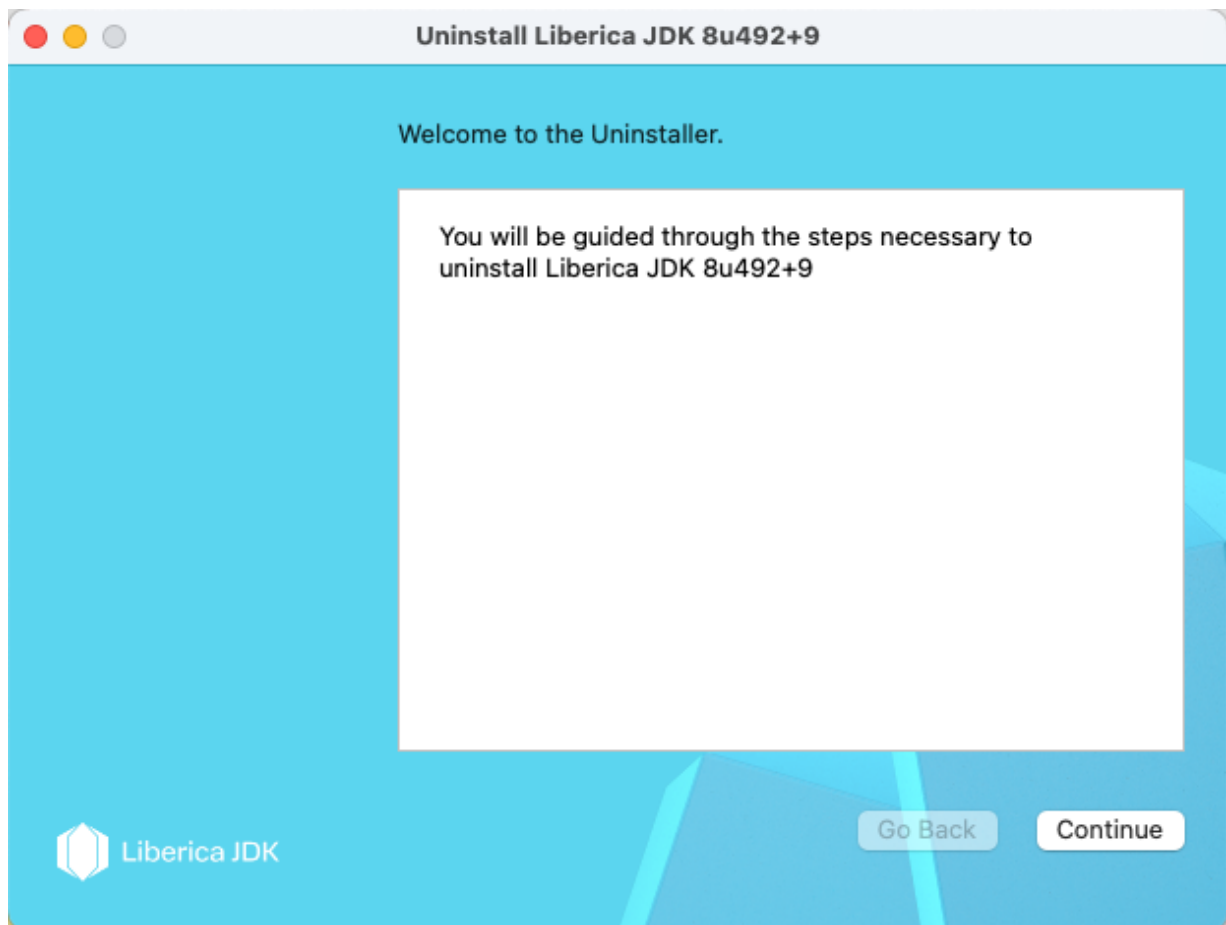 Uninstall Liberica JDK 8u492+9
Welcome to the Uninstaller.
You will be guided through the steps necessary to
uninstall Liberica JDK 8u492+9
Go Back
Continue
Liberica JDK